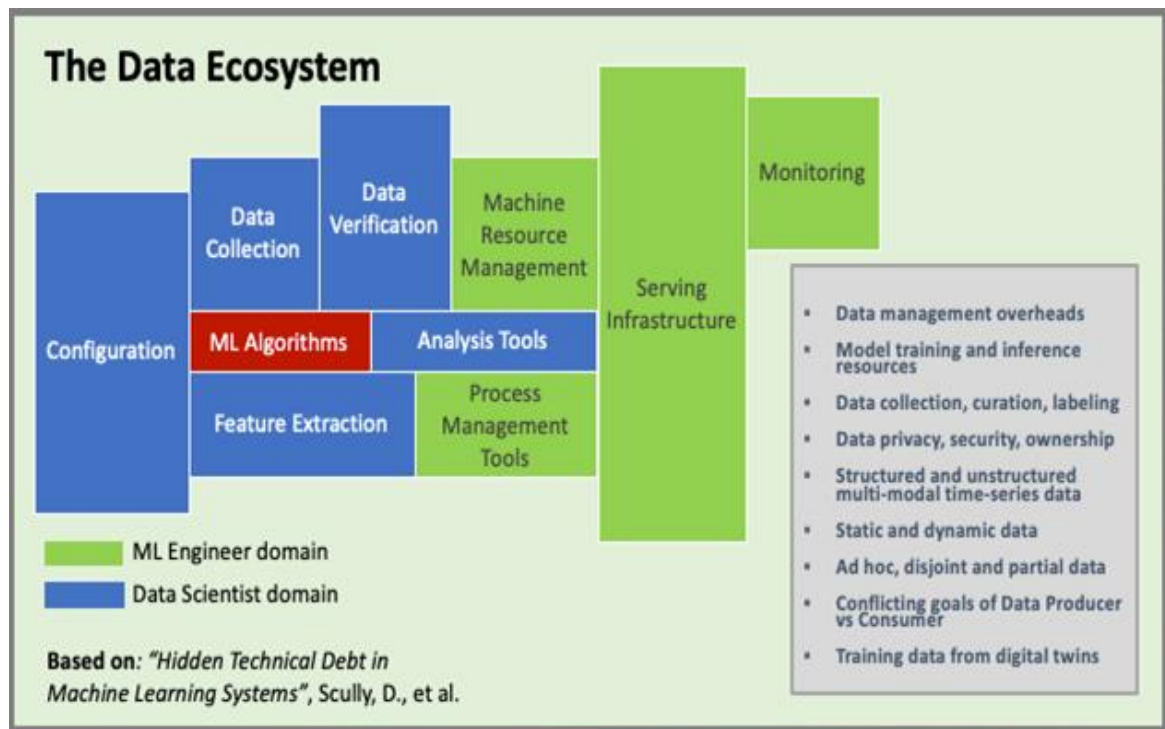 The Data Ecosystem
Configuration
Data
Collection
Data
Verification
Machine
Resource
Management
Serving
Infrastructure
Monitoring
ML Algorithms
Analysis Tools
Feature Extraction
Process
Management
Tools
ML Engineer domain
Data Scientist domain
Based on: “Hidden Technical Debt in
Machine Learning Systems”, Scully, D., et al.
▪ Data management overheads
▪ Model training and inference
resources
▪ Data collection, curation, labeling
▪ Data privacy, security, ownership
▪ Structured and unstructured
multi-modal time-series data
▪ Static and dynamic data
▪ Ad hoc, disjoint and partial data
▪ Conflicting goals of Data Producer
vs Consumer
▪ Training data from digital twins